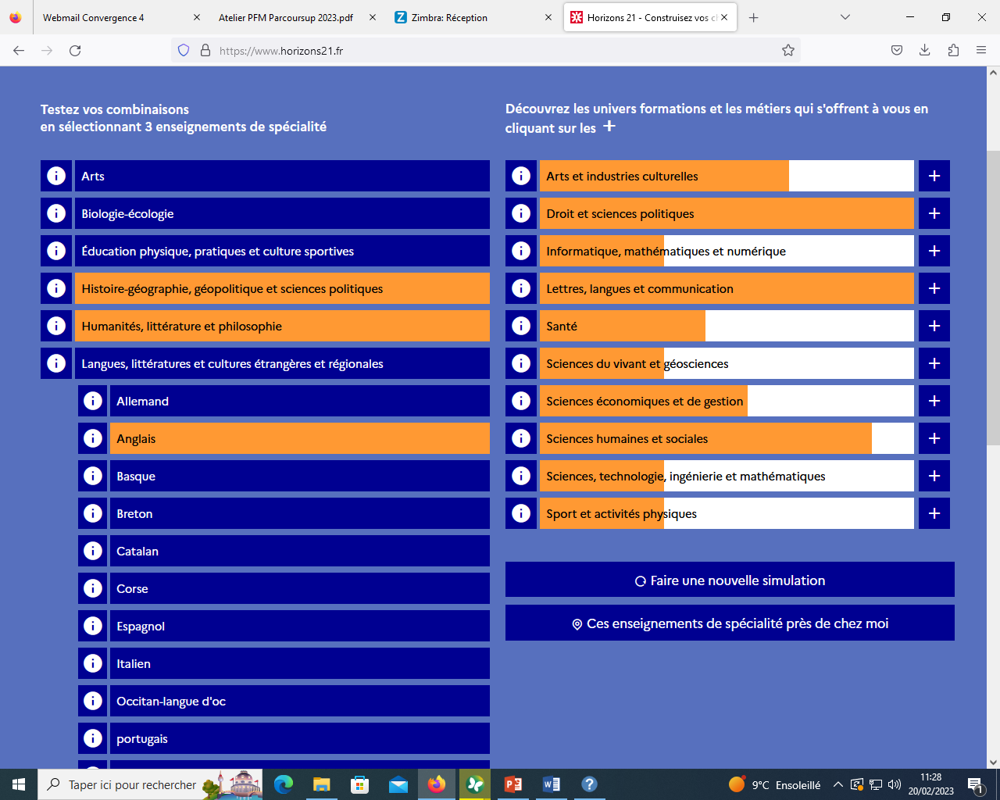 Webmail Convergence 4
Atelier PFM Parcoursup 2023.pdf
Zimbra: Réception
Horizons 21 - Construisez vos c
https://www.horizons21.fr
Testez vos combinaisons
en sélectionnant 3 enseignements de spécialité
Arts
Biologie-écologie
Éducation physique, pratiques et culture sportives
Histoire-géographie, géopolitique et sciences politiques
Humanités, littérature et philosophie
Langues, littératures et cultures étrangères et régionales
Allemand
Anglais
Basque
Breton
Catalan
Corse
Espagnol
Italien
Occitan-langue d'oc
portugais
Découvrez les univers formations et les métiers qui s'offrent à vous en
cliquant sur les +
Arts et industries culturelles
Droit et sciences politiques
Informatique, mathématiques et numérique
Lettres, langues et communication
Santé
Sciences du vivant et géosciences
Sciences économiques et de gestion
Sciences humaines et sociales
Sciences, technologie, ingénierie et mathématiques
Sport et activités physiques
Faire une nouvelle simulation
Ces enseignements de spécialité près de chez moi
Taper ici pour rechercher
9°C Ensoleillé
11:28
20/02/2023
1